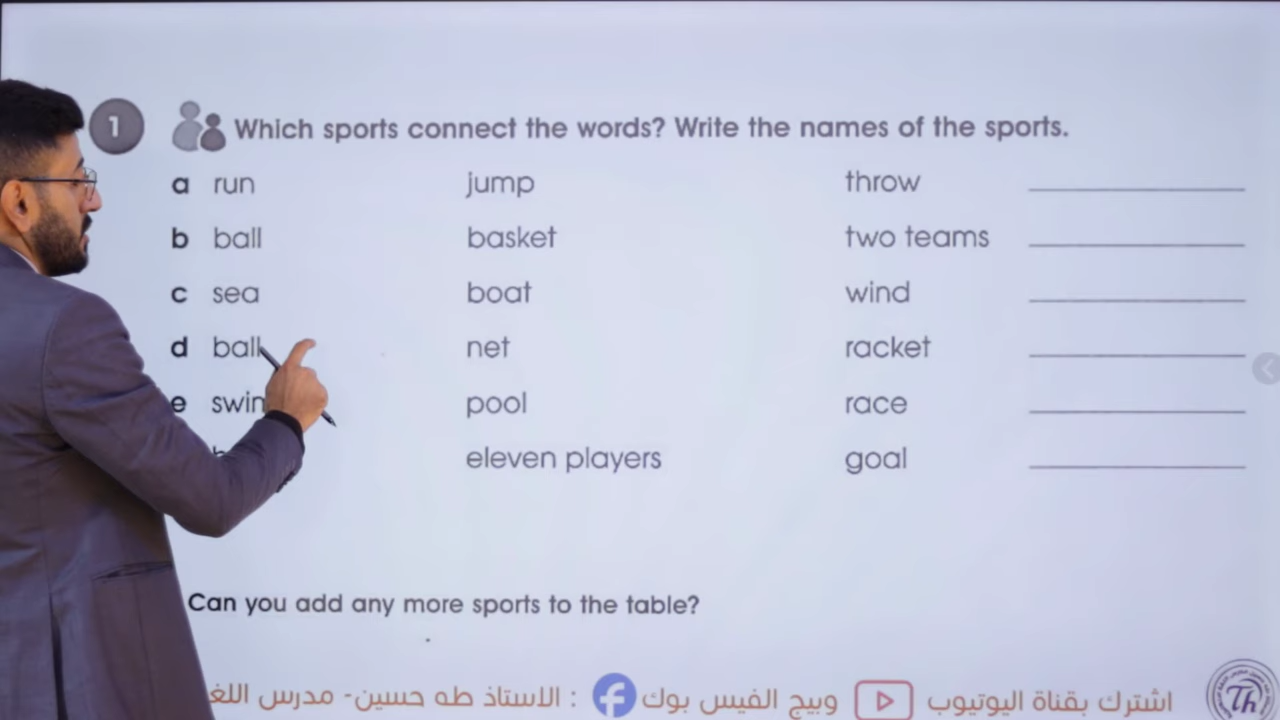 1 Which sports connect the words? Write the names of the sports.
a run jump throw
b ball basket two teams
c sea boat wind
d ball net racket
e swim pool race
eleven players goal
Can you add any more sports to the table?
اشترك بقناة اليوتيوب وبيج الفيس بوك : الاستاذ طه حسين- مدرس
Th